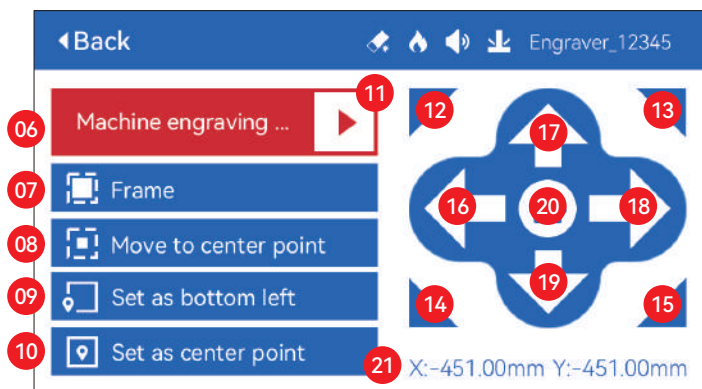 Back Engraver_12345
11
12 13
06 Machine engraving ...
17
07 Frame
16 20 18
08 Move to center point
19
09 Set as bottom left
14 15
10 Set as center point
21 X:-451.00mm Y:-451.00mm